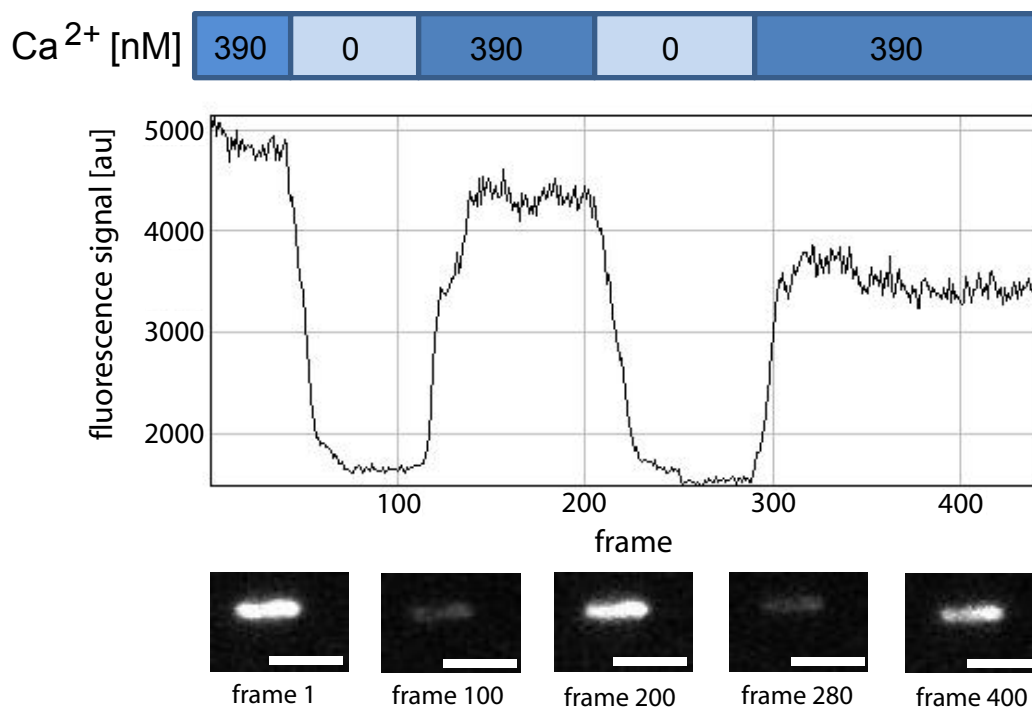 Ca2+ [nM] 390 0 390 0 390
fluorescence signal [au]
5000
4000
3000
2000
100 200 300 400
frame
frame 1 frame 100 frame 200 frame 280 frame 400